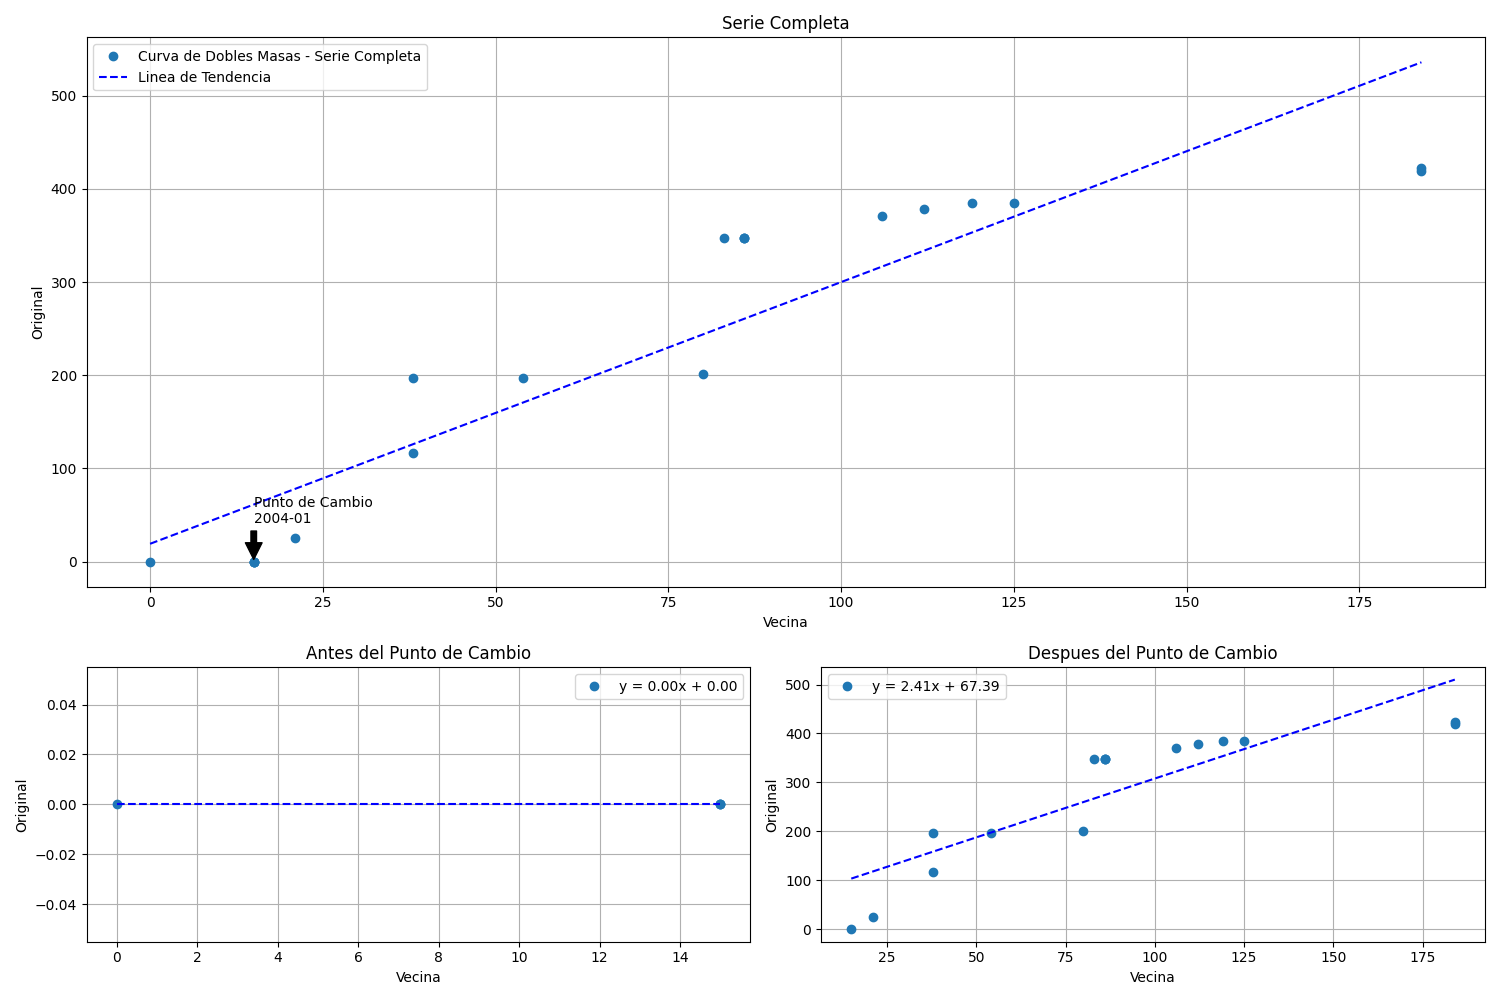 Serie Completa
Curva de Dobles Masas - Serie Completa
Linea de Tendencia
500
400
300
200
100
0
Original
Punto de Cambio
2004-01
0 25 50 75 100 125 150 175
Vecina
Antes del Punto de Cambio
y = 0.00x + 0.00
0.04
0.02
0.00
−0.02
−0.04
Original
0 2 4 6 8 10 12 14
Vecina
Despues del Punto de Cambio
y = 2.41x + 67.39
500
400
300
200
100
0
Original
25 50 75 100 125 150 175
Vecina